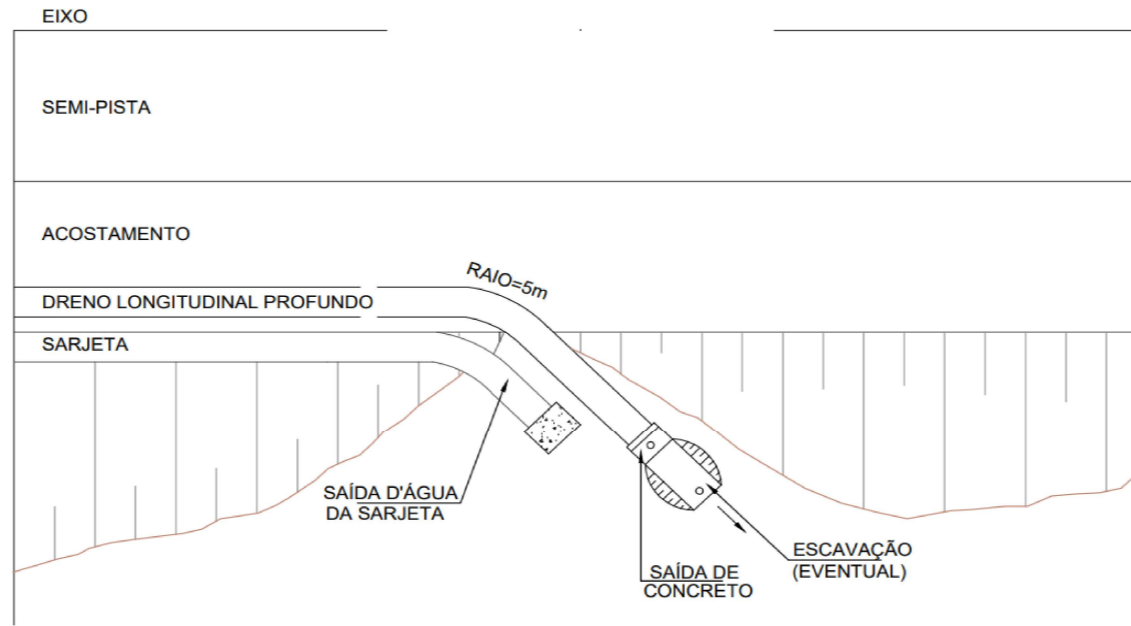 EIXO
SEMI-PISTA
ACOSTAMENTO
RAIO=5m
DRENO LONGITUDINAL PROFUNDO
SARJETA
SAÍDA D'ÁGUA
DA SARJETA
SAÍDA DE
CONCRETO
ESCAVAÇÃO
(EVENTUAL)